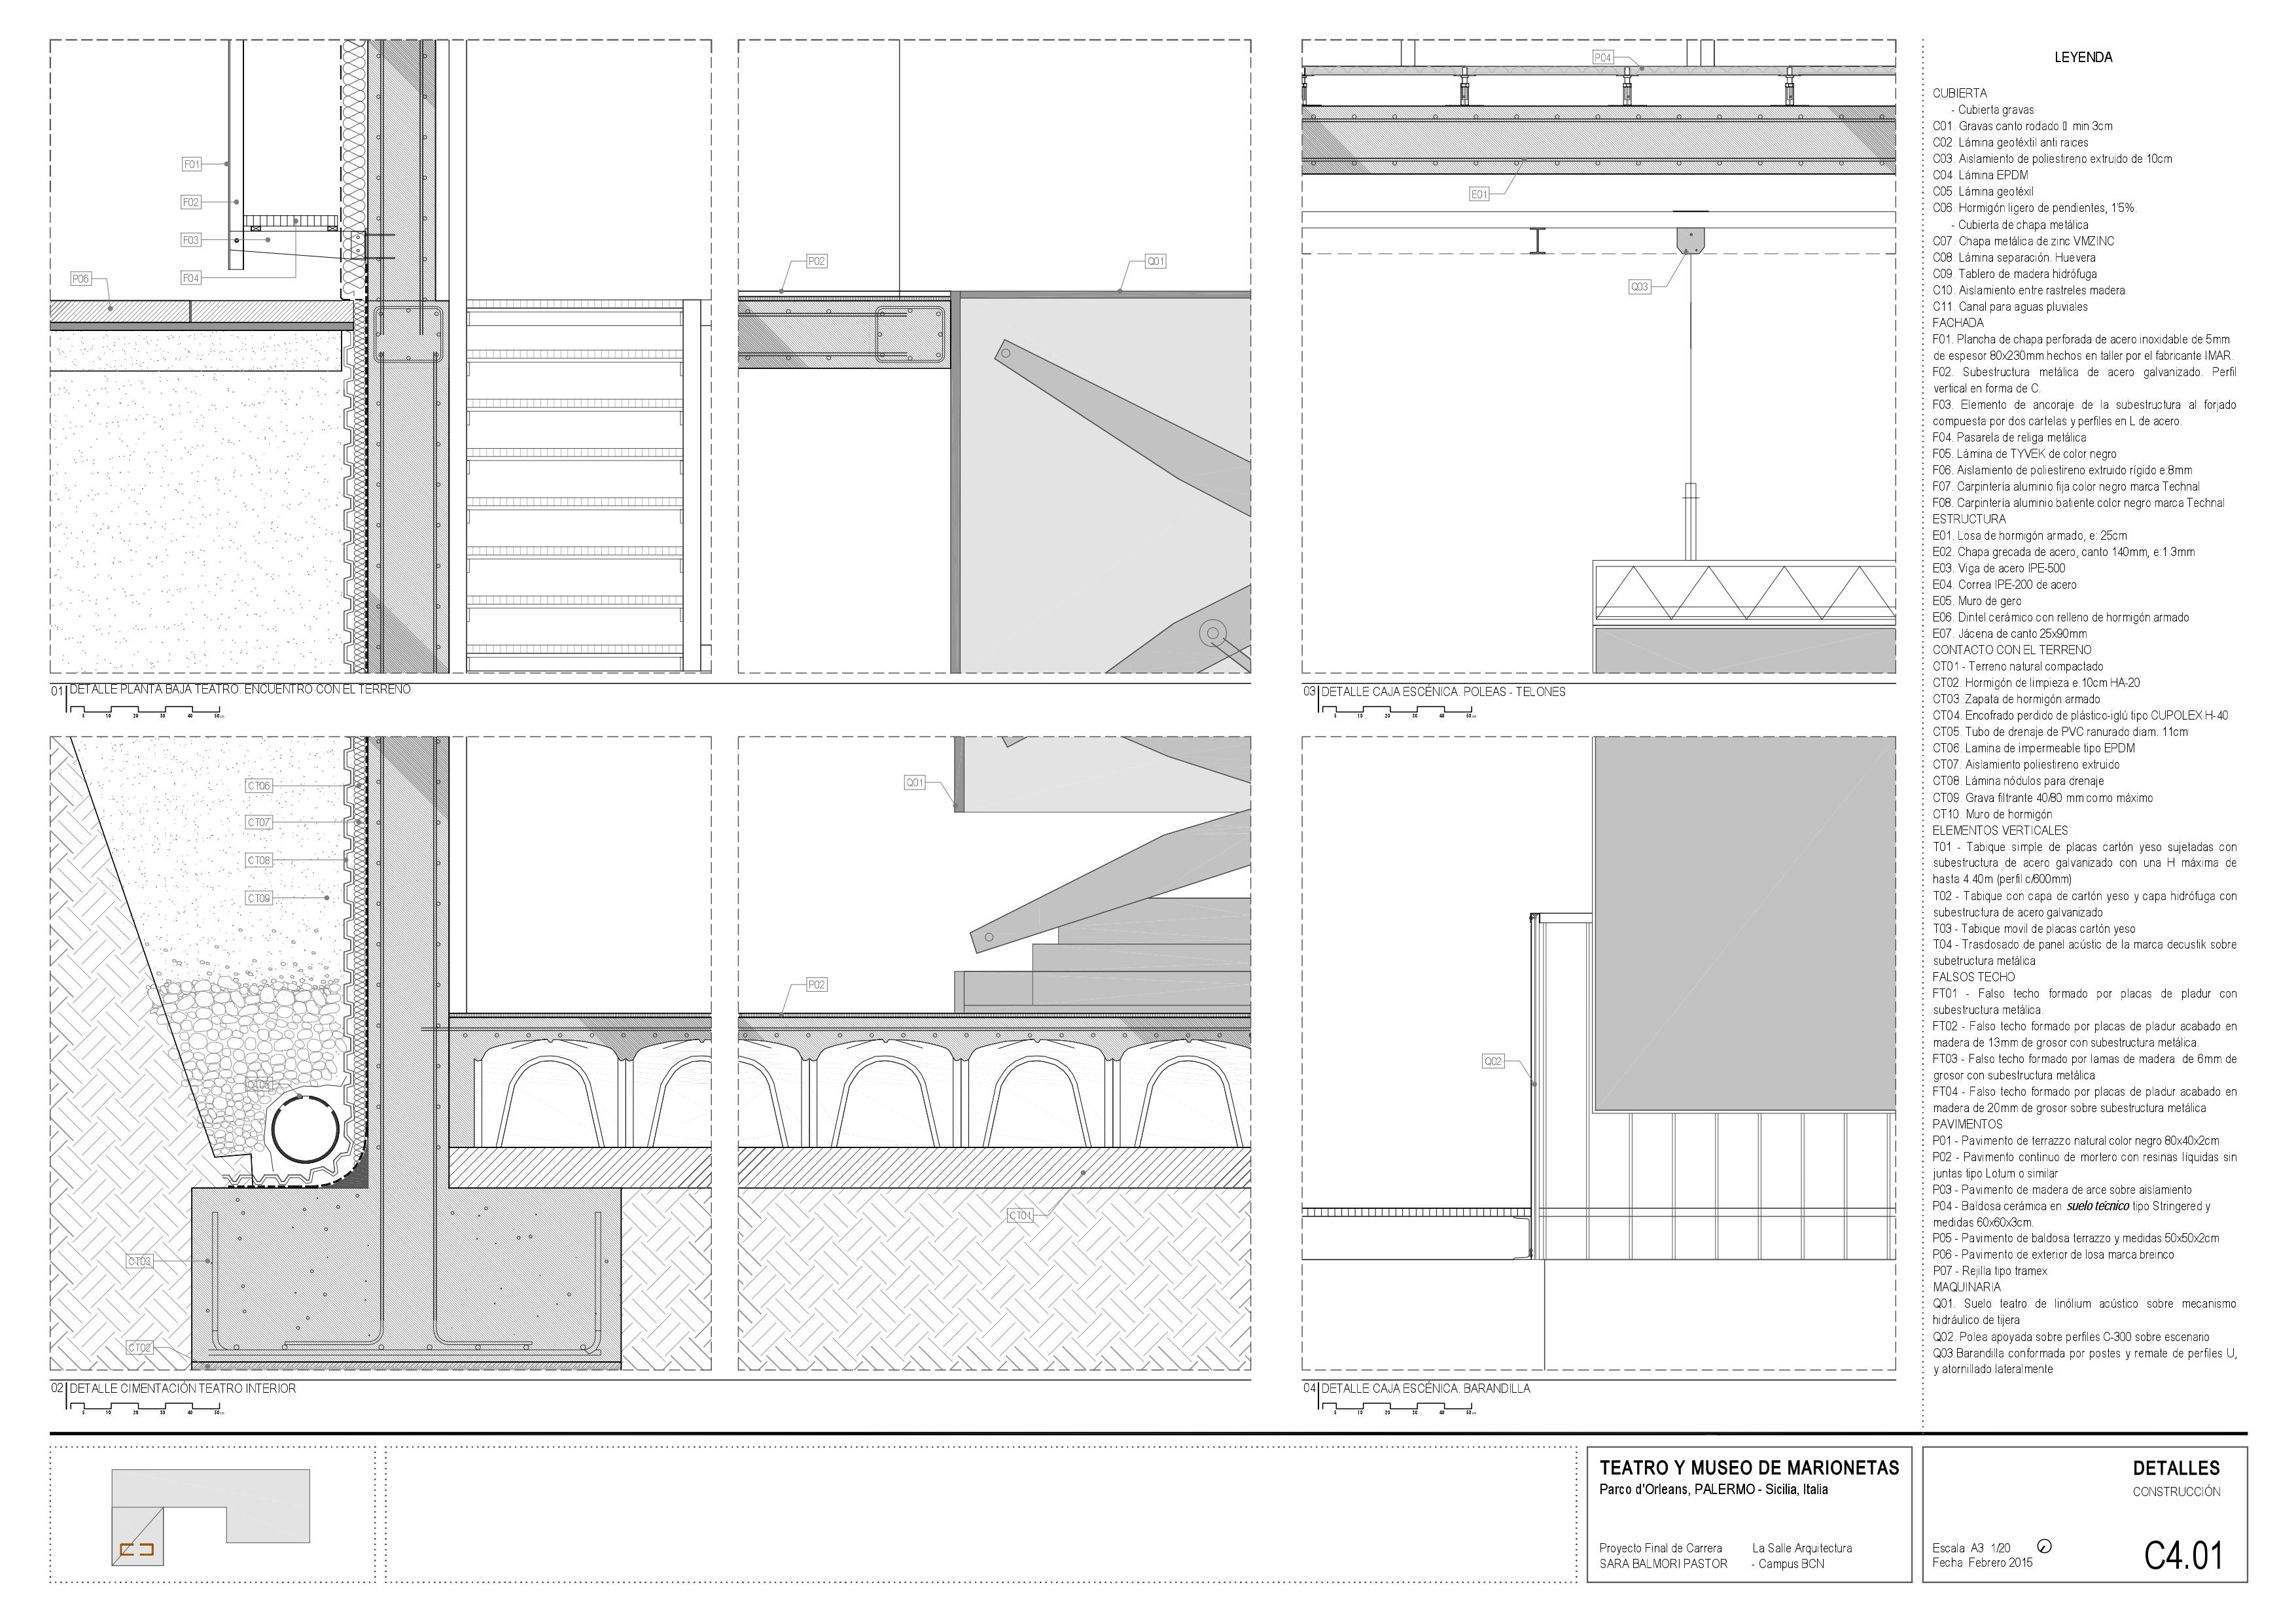 P04
F01
F02
F03
F04
P06
P02
Q01
E01
Q03
01 DETALLE PLANTA BAJA TEATRO. ENCUENTRO CON EL TERRENO
5 10 20 30 40 50 cm
03 DETALLE CAJA ESCÉNICA. POLEAS - TELONES
5 10 20 30 40 50 cm
CT06
CT07
CT08
CT09
CT05
CT03
CT02
Q01
P02
CT01
Q02
02 DETALLE CIMENTACIÓN TEATRO INTERIOR
5 10 20 30 40 50 cm
04 DETALLE CAJA ESCÉNICA. BARANDILLA
5 10 20 30 40 50 cm
LEYENDA
CUBIERTA
- Cubierta gravas
C01. Gravas canto rodado ▯ min 3cm
C02. Lámina geotéxtil anti raices
C03. Aislamiento de poliestireno extruido de 10cm
C04. Lámina EPDM
C05. Lámina geotéxil
C06. Hormigón ligero de pendientes, 1'5%.
- Cubierta de chapa metálica
C07. Chapa metálica de zinc VMZINC
C08. Lámina separación. Huevera
C09. Tablero de madera hidrófuga
C10. Aislamiento entre rastreles madera
C11. Canal para aguas pluviales
FACHADA
F01. Plancha de chapa perforada de acero inoxidable de 5mm
de espesor 80x230mm hechos en taller por el fabricante IMAR.
F02. Subestructura metálica de acero galvanizado. Perfil
vertical en forma de C.
F03. Elemento de ancoraje de la subestructura al forjado
compuesta por dos cartelas y perfiles en L de acero.
F04. Pasarela de religa metálica
F05. Lámina de TYVEK de color negro
F06. Aislamiento de poliestireno extruido rígido e:8mm
F07. Carpintería aluminio fija color negro marca Technal
F08. Carpintería aluminio batiente color negro marca Technal
ESTRUCTURA
E01. Losa de hormigón armado, e: 25cm
E02. Chapa grecada de acero, canto 140mm, e:1.3mm
E03. Viga de acero IPE-500
E04. Correa IPE-200 de acero
E05. Muro de gero
E06. Dintel cerámico con relleno de hormigón armado
E07. Jácena de canto 25x90mm
CONTACTO CON EL TERRENO
CT01 - Terreno natural compactado
CT02. Hormigón de limpieza e.10cm HA-20
CT03. Zapata de hormigón armado
CT04. Encofrado perdido de plástico-iglú tipo CUPOLEX H-40
CT05. Tubo de drenaje de PVC ranurado diam. 11cm
CT06. Lamina de impermeable tipo EPDM
CT07. Aislamiento poliestireno extruido
CT08. Lámina nódulos para drenaje
CT09. Grava filtrante 40/80 mm como máximo
CT10. Muro de hormigón
ELEMENTOS VERTICALES
T01 - Tabique simple de placas cartón yeso sujetadas con
subestructura de acero galvanizado con una H máxima de
hasta 4.40m (perfil c/600mm)
T02 - Tabique con capa de cartón yeso y capa hidrófuga con
subestructura de acero galvanizado
T03 - Tabique movil de placas cartón yeso
T04 - Trasdosado de panel acústic de la marca decustik sobre
subetructura metálica
FALSOS TECHO
FT01 - Falso techo formado por placas de pladur con
subestructura metálica.
FT02 - Falso techo formado por placas de pladur acabado en
madera de 13mm de grosor con subestructura metálica.
FT03 - Falso techo formado por lamas de madera de 6mm de
grosor con subestructura metálica
FT04 - Falso techo formado por placas de pladur acabado en
madera de 20mm de grosor sobre subestructura metálica
PAVIMENTOS
P01 - Pavimento de terrazzo natural color negro 80x40x2cm
P02 - Pavimento continuo de mortero con resinas líquidas sin
juntas tipo Lotum o similar
P03 - Pavimento de madera de arce sobre aislamiento
P04 - Baldosa cerámica en suelo técnico tipo Stringered y
medidas 60x60x3cm.
P05 - Pavimento de baldosa terrazzo y medidas 50x50x2cm
P06 - Pavimento de exterior de losa marca breinco
P07 - Rejilla tipo tramex
MAQUINARIA
Q01. Suelo teatro de linólium acústico sobre mecanismo
hidráulico de tijera
Q02. Polea apoyada sobre perfiles C-300 sobre escenario
Q03.Barandilla conformada por postes y remate de perfiles U,
y atornillado lateralmente
TEATRO Y MUSEO DE MARIONETAS
Parco d'Orleans, PALERMO - Sicilia, Italia
Proyecto Final de Carrera La Salle Arquitectura
SARA BALMORI PASTOR - Campus BCN
DETALLES
CONSTRUCCIÓN
Escala A3 1/20
Fecha Febrero 2015
C4.01